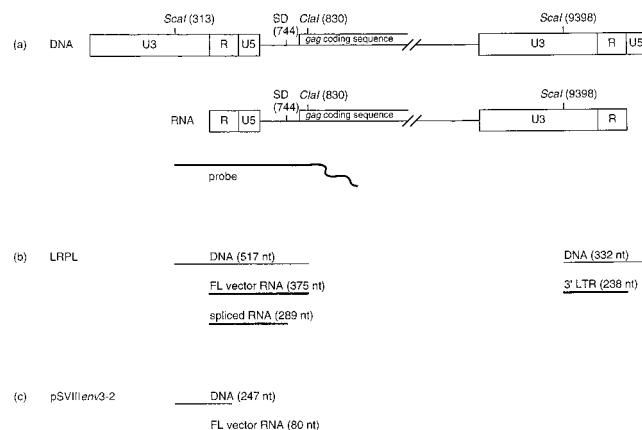 ScaI (313)
SD
(744)
ClaI (830)
ScaI (9398)
(a) DNA
U3 R U5
gag coding sequence
U3 R U5
SD
(744)
ClaI (830)
ScaI (9398)
RNA
R U5
gag coding sequence
U3 R
probe
(b) LRPL
DNA (517 nt)
DNA (332 nt)
FL vector RNA (375 nt)
3' LTR (238 nt)
spliced RNA (289 nt)
(c) pSVIIIenv3-2
DNA (247 nt)
FL vector RNA (80 nt)